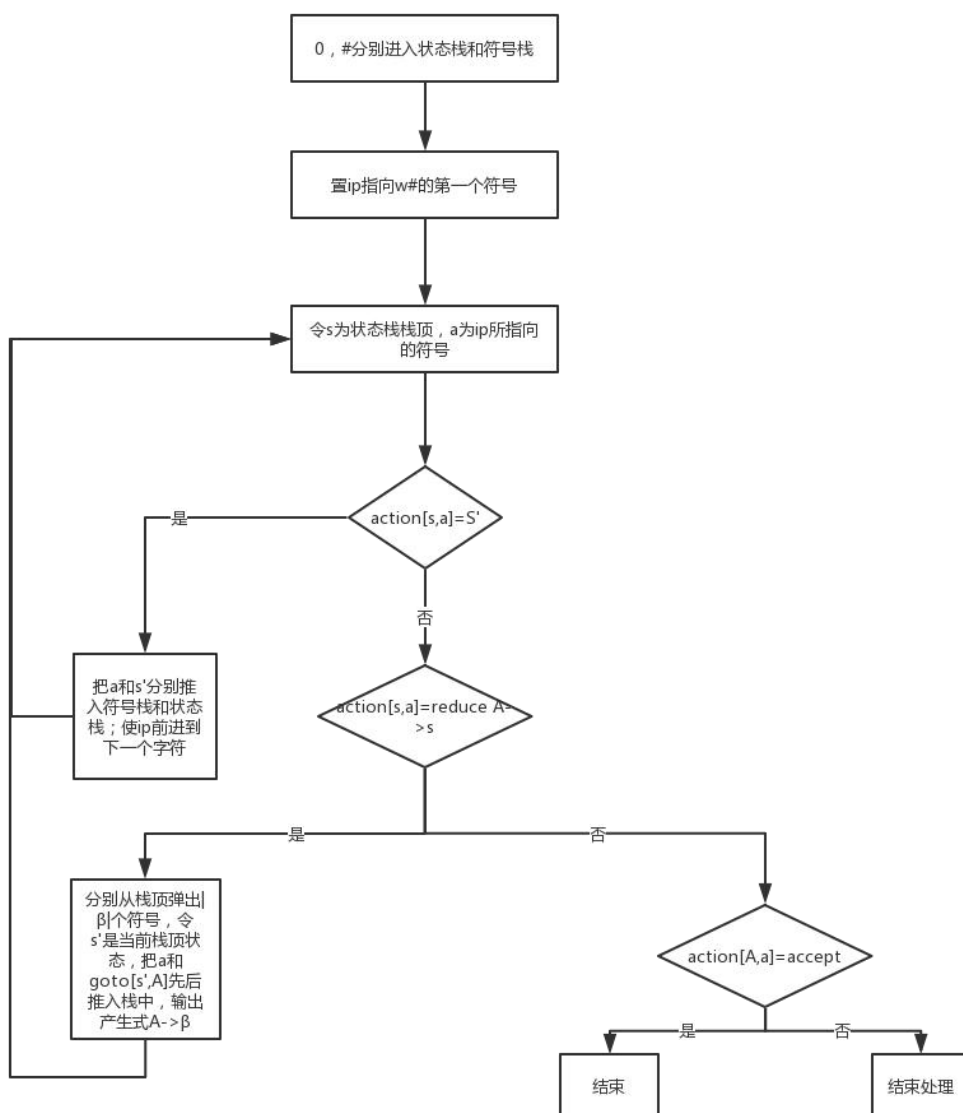 0，#分别进入状态栈和符号栈
置ip指向w#的第一个符号
令s为状态栈栈顶，a为ip所指向
的符号
action[s,a]=S'
是
否
把a和s'分别推
入符号栈和状态
栈；使ip前进到
下一个字符
action[s,a]=reduce A-
>s
是
否
分别从栈顶弹出|
β|个符号，令
s'是当前栈顶状
态，把a和
goto[s',A]先后
推入栈中，输出
产生式A->β
action[A,a]=accept
是
否
结束
结束处理